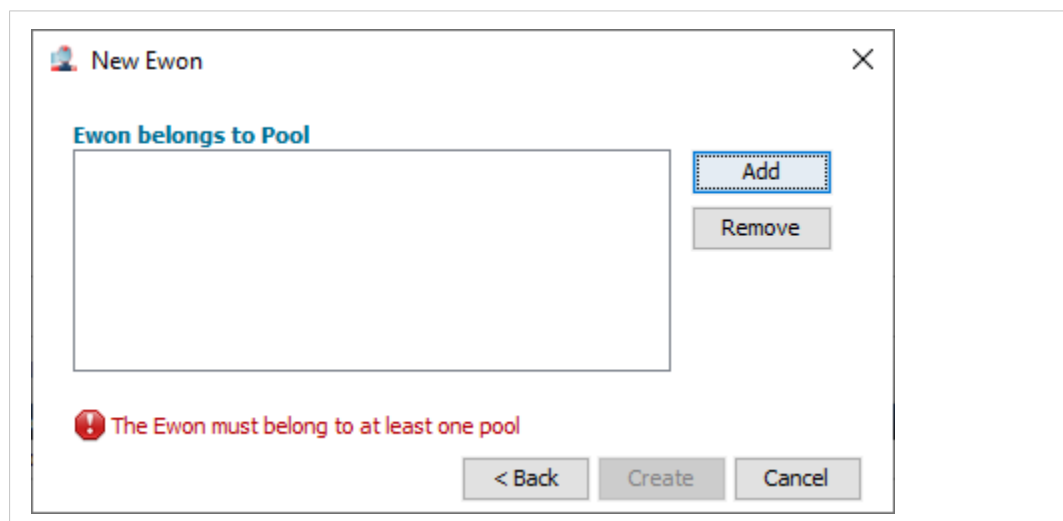 New Ewon
Ewon belongs to Pool
Add
Remove
The Ewon must belong to at least one pool
< Back
Create
Cancel